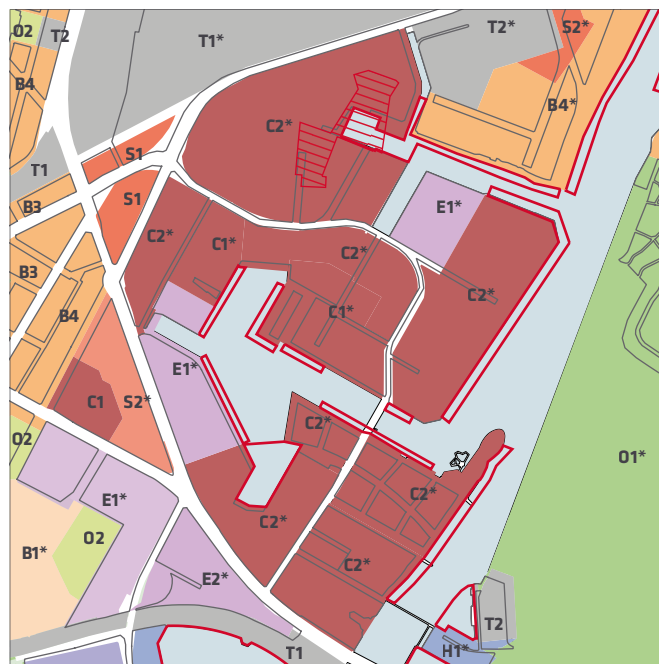 O2
T2
T1*
T2*
S2*
B4
B4*
C2*
S1
T1
S1
B3
E1*
C2*
C1*
C2*
B3
C2*
B4
C1*
E1*
C1
S2*
C2*
O2
O1*
E1*
C2*
C2*
O2
B1*
C2*
E2*
T2
T1
H1*